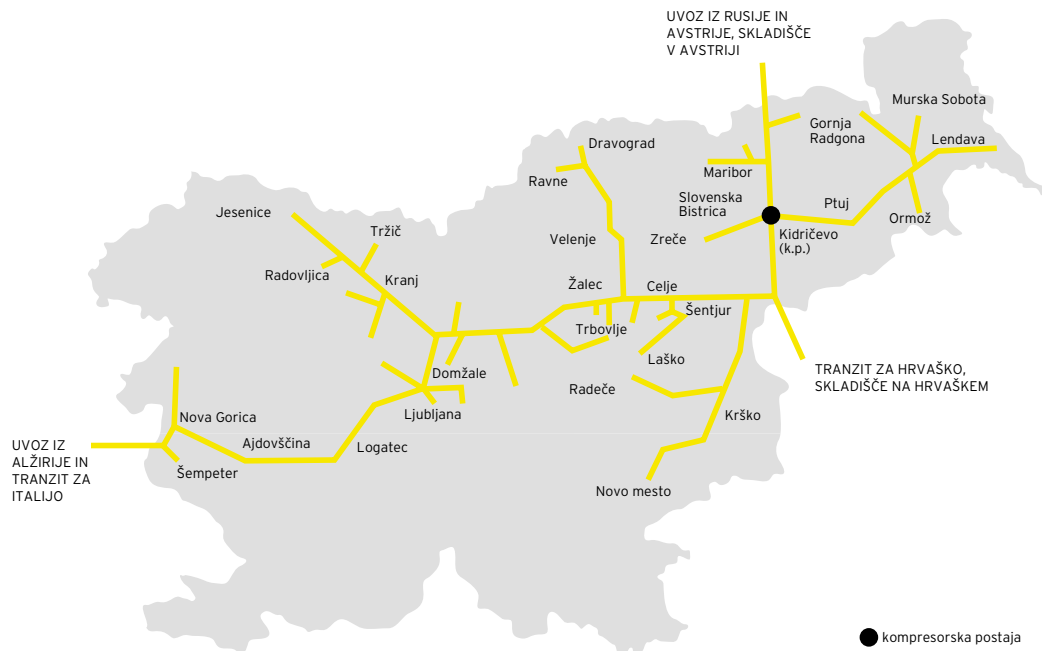 UVOZ IZ RUSIJE IN
AVSTRIJE, SKLADIŠČE
V AVSTRIJI
Murska Sobota
Gornja
Radgona
Lendava
Dravograd
Ravne
Maribor
Slovenska
Bistrica
Ptuj
Ormož
Jesenice
Tržič
Velenje
Zreče
Kidričevo
(k.p.)
Radovljica
Kranj
Žalec
Celje
Šentjur
Trbovlje
Laško
Domžale
Radeče
TRANZIT ZA HRVAŠKO,
SKLADIŠČE NA HRVAŠKEM
Nova Gorica
Ljubljana
Krško
UVOZ IZ
ALŽIRIJE IN
TRANZIT ZA
ITALIJO
Ajdovščina
Logatec
Šempeter
Novo mesto
kompresorska postaja